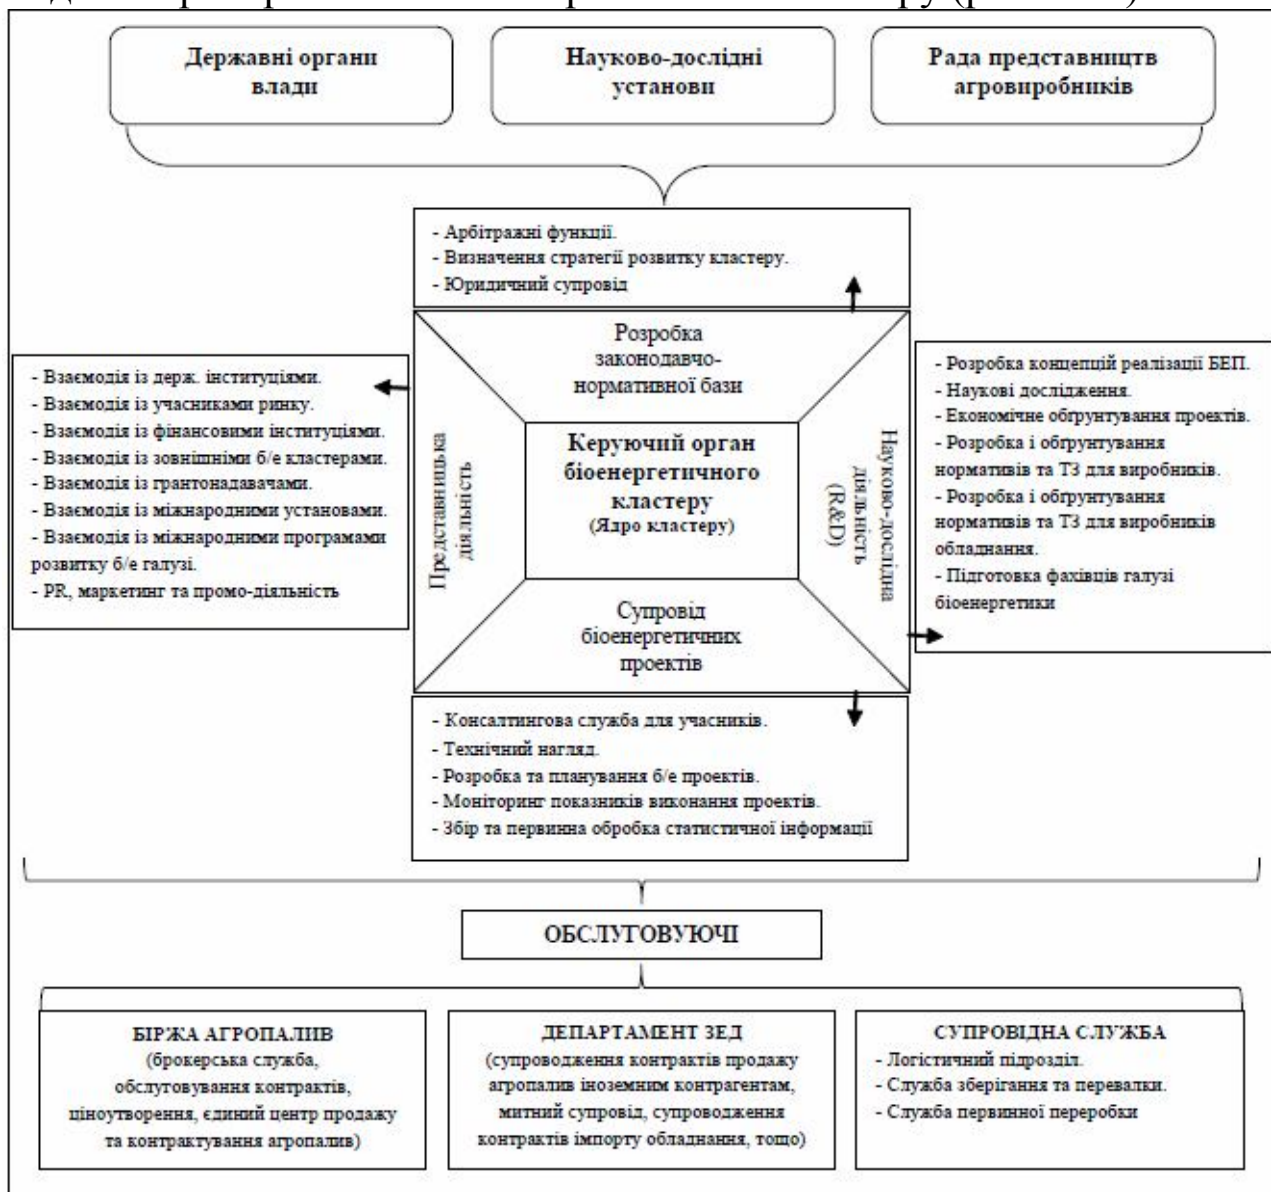 Державні органи
влади
Науково-дослідні
установи
Рада представництв
агровиробників
- Арбітражні функції.
- Визначення стратегії розвитку кластеру.
- Юридичний супровід
Розробка
законодавчо-
нормативної бази
- Взаємодія із держ. інституціями.
- Взаємодія із учасниками ринку.
- Взаємодія із фінансовими інституціями.
- Взаємодія із зовнішніми б/е кластерами.
- Взаємодія із грантонадавачами.
- Взаємодія із міжнародними установами.
- Взаємодія із міжнародними програмами
розвитку б/е галузі.
- PR, маркетинг та промо-діяльність
Представницька
діяльність
Керуючий орган
біоенергетичного
кластеру
(Ядро кластеру)
Науково-дослідна
діяльність
(R&D)
- Розробка концепцій реалізації БЕП.
- Наукові дослідження.
- Економічне обґрунтування проектів.
- Розробка і обґрунтування
нормативів та ТЗ для виробників.
- Розробка і обґрунтування
нормативів та ТЗ для виробників
обладнання.
- Підготовка фахівців галузі
біоенергетики
Супровід
біоенергетичних
проектів
- Консалтингова служба для учасників.
- Технічний нагляд.
- Розробка та планування б/е проектів.
- Моніторинг показників виконання проектів.
- Збір та первинна обробка статистичної інформації
ОБСЛУГОВУЮЧІ
БІРЖА АГРОПАЛИВ
(брокерська служба,
обслуговування контрактів,
ціноутворення, єдиний центр продажу
та контрактування агропалив)
ДЕПАРТАМЕНТ ЗЕД
(супроводження контрактів продажу
агропалив іноземним контрагентам,
митний супровід, супроводження
контрактів імпорту обладнання, тощо)
СУПРОВІДНА СЛУЖБА
- Логістичний підрозділ.
- Служба зберігання та перевалки.
- Служба первинної переробки